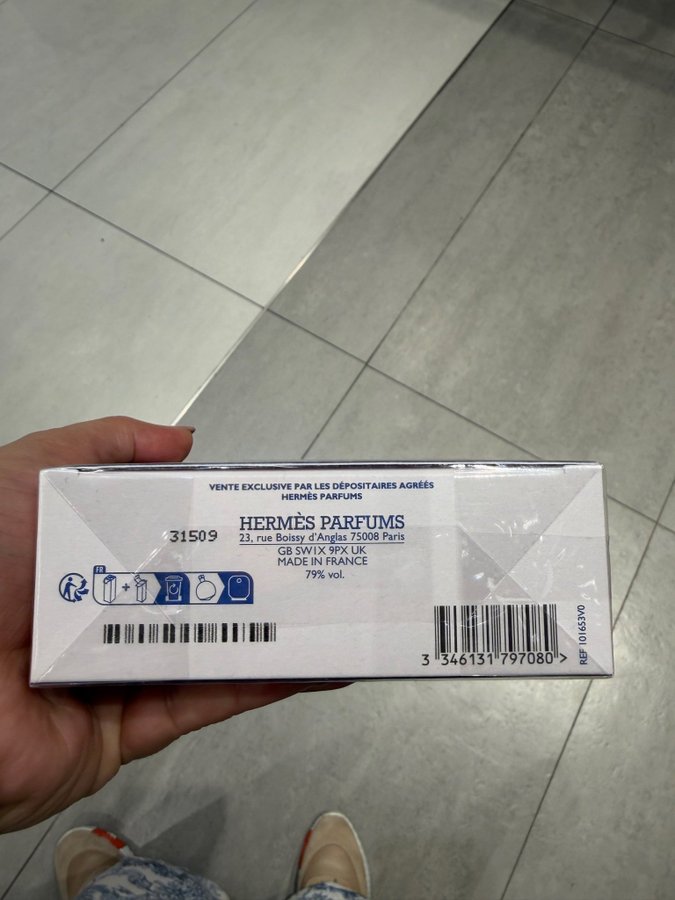 VENTE EXCLUSIVE PAR LES DÉPOSITAIRES AGRÉÉS
HERMÈS PARFUMS
31509
HERMÈS PARFUMS
23, rue Boissy d'Anglas 75008 Paris
GB SW1X 9PX UK
MADE IN FRANCE
79% vol.
FR
+
3 346131 797080 >
REF 101653V0